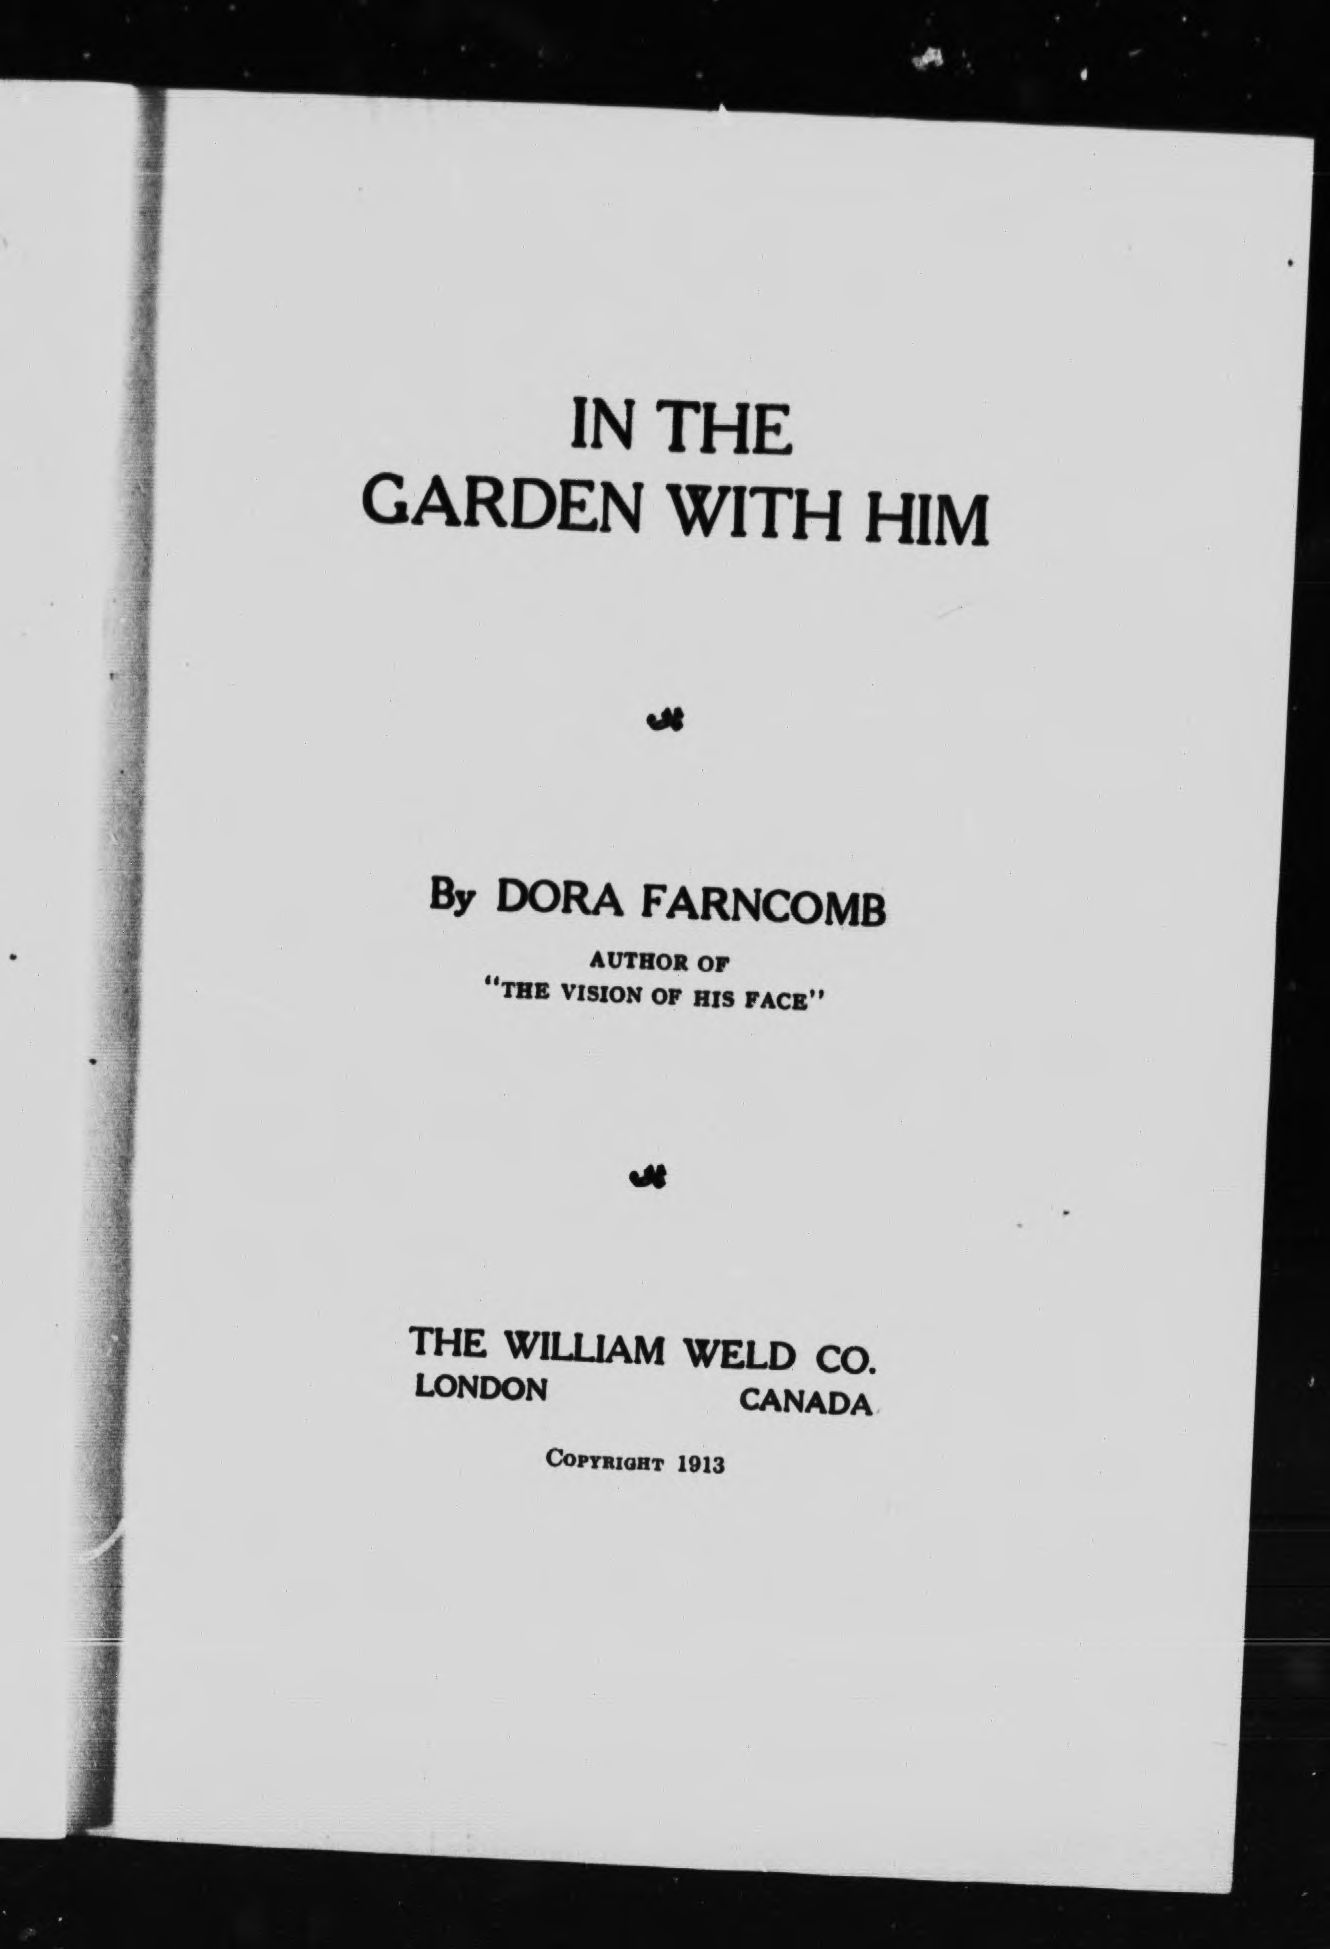 IN THE
GARDEN WITH HIM
By DORA FARNCOMB
AUTHOR OF
"THE VISION OF HIS FACE"
THE WILLIAM WELD CO.
LONDON CANADA
COPYRIGHT 1913